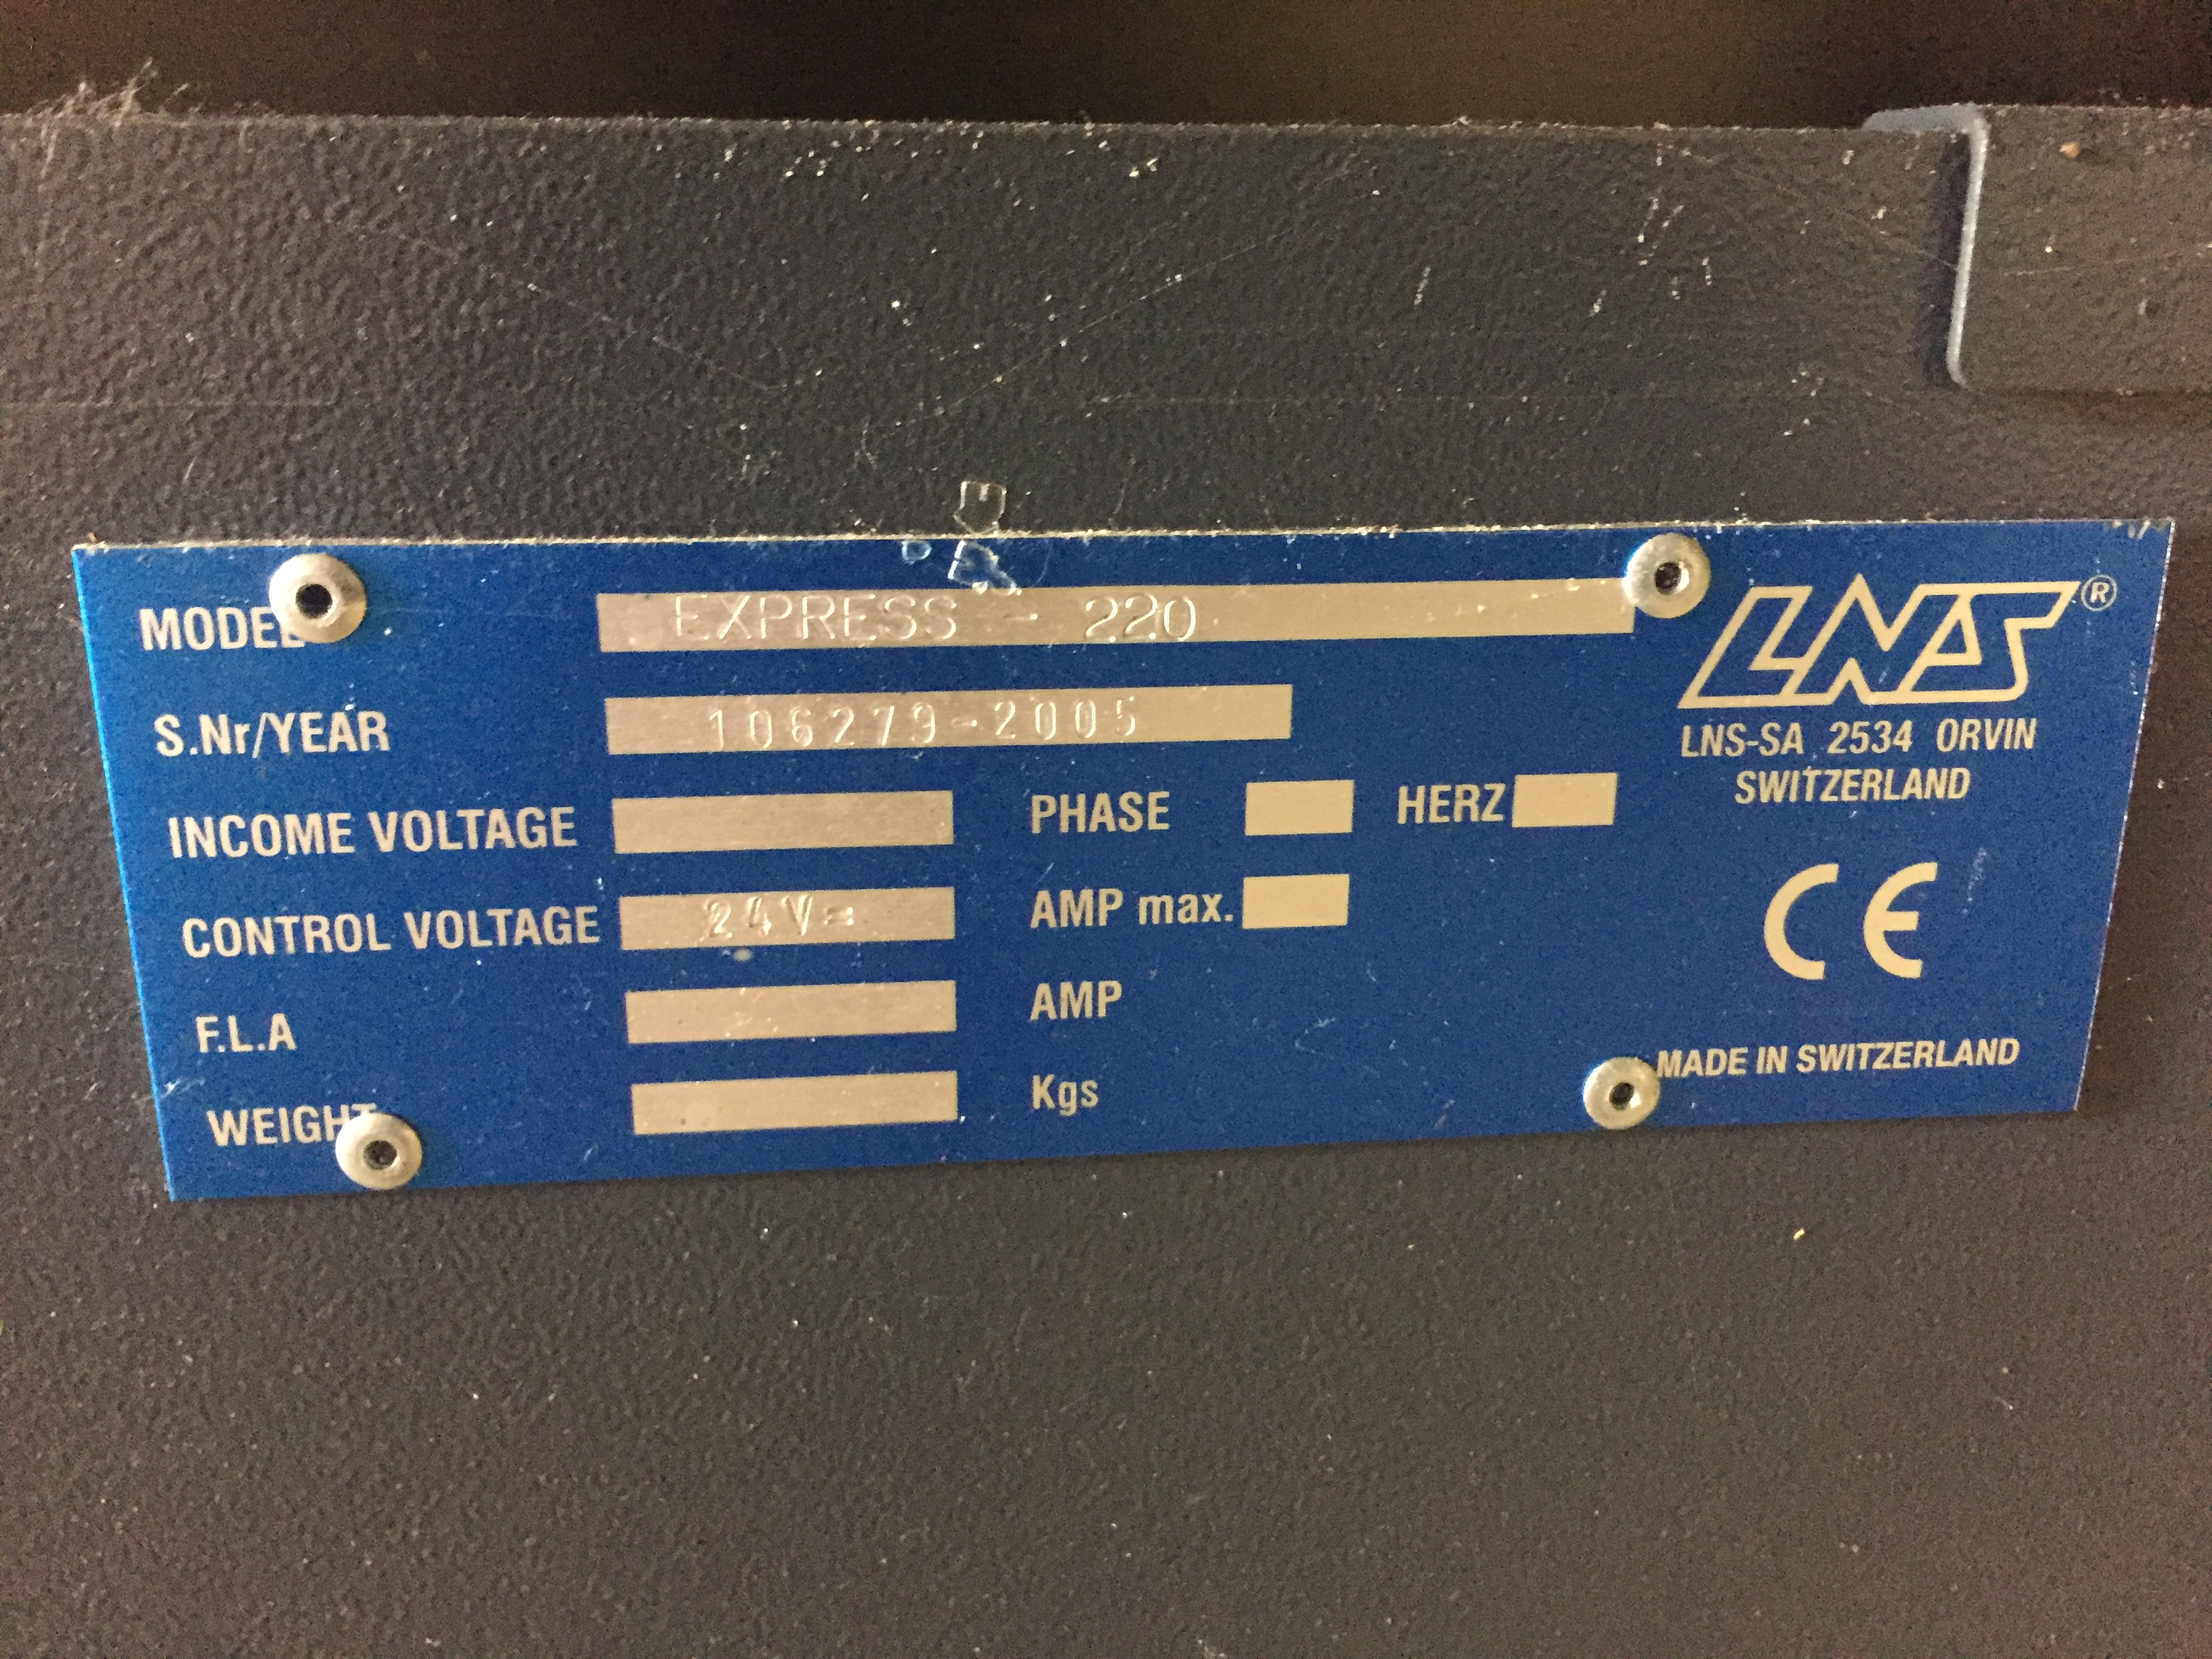 MODEL EXPRESS - 220
S.Nr/YEAR 106279-2005
INCOME VOLTAGE PHASE HERZ
CONTROL VOLTAGE 24V= AMP max.
F.L.A AMP
WEIGHT Kgs
LNS®
LNS-SA 2534 ORVIN
SWITZERLAND
CE
MADE IN SWITZERLAND